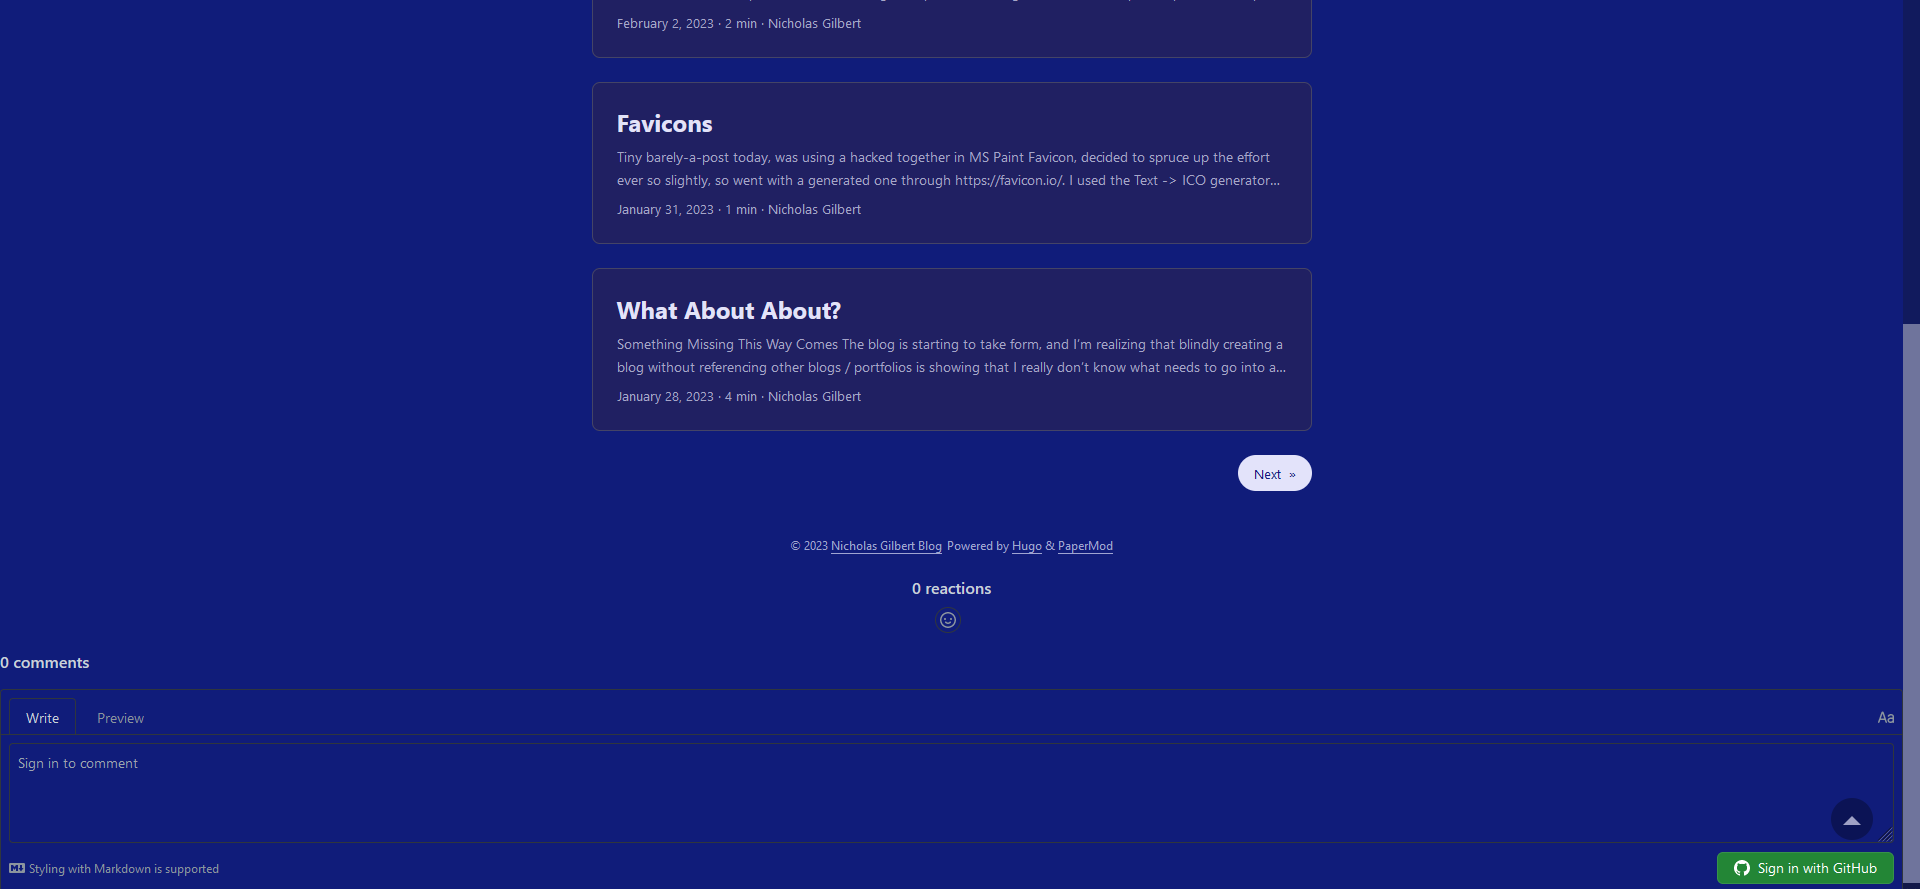 February 2, 2023 · 2 min · Nicholas Gilbert
Favicons
Tiny barely-a-post today, was using a hacked together in MS Paint Favicon, decided to spruce up the effort
ever so slightly, so went with a generated one through https://favicon.io/. I used the Text -> ICO generator...
January 31, 2023 · 1 min · Nicholas Gilbert
What About About?
Something Missing This Way Comes The blog is starting to take form, and I’m realizing that blindly creating a
blog without referencing other blogs / portfolios is showing that I really don’t know what needs to go into a...
January 28, 2023 · 4 min · Nicholas Gilbert
Next »
© 2023 Nicholas Gilbert Blog Powered by Hugo & PaperMod
0 reactions
0 comments
Write Preview Aa
Sign in to comment
Styling with Markdown is supported
Sign in with GitHub